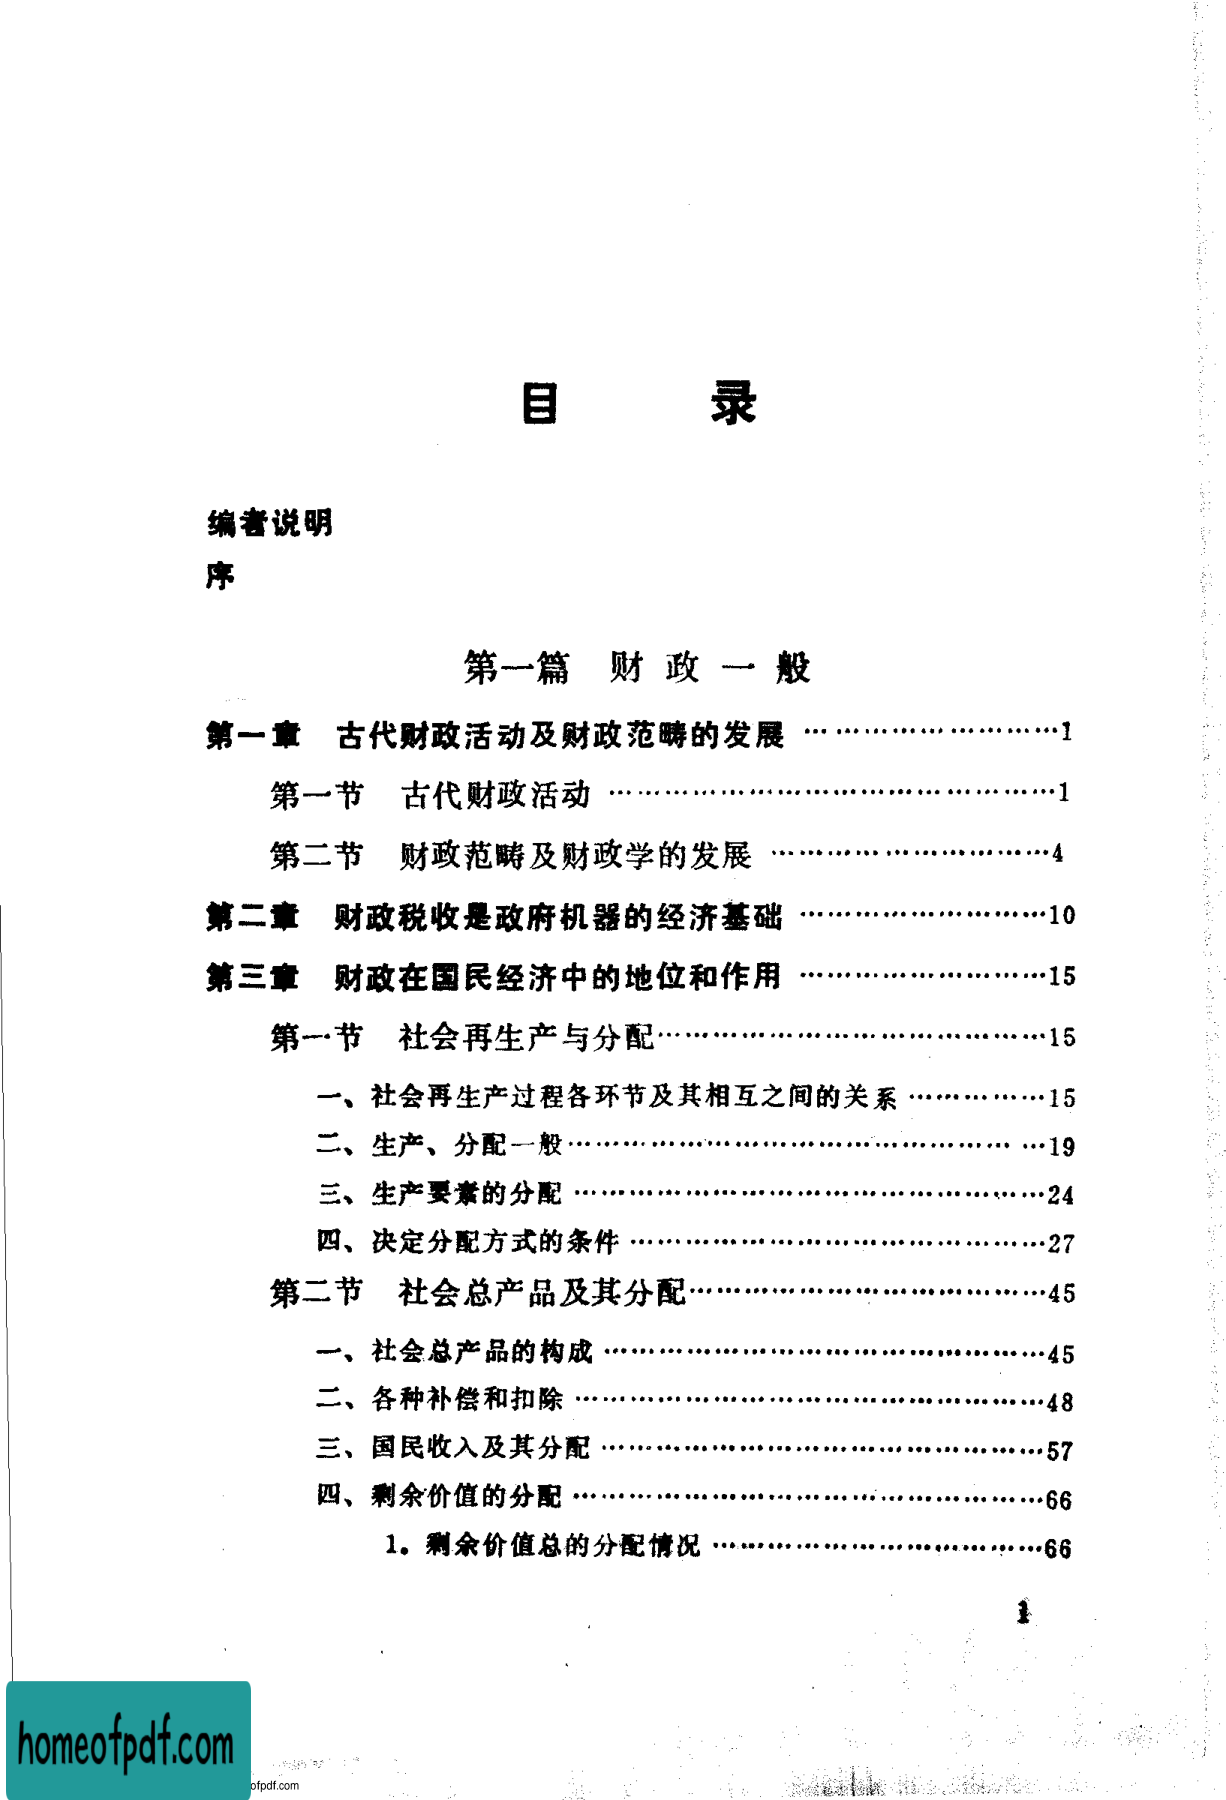 目 录
编者说明
序
第一篇 财政一般
第一章 古代财政活动及财政范畴的发展 ……………………1
第一节 古代财政活动 ……………………………………1
第二节 财政范畴及财政学的发展 ………………………4
第二章 财政税收是政府机器的经济基础 ……………………10
第三章 财政在国民经济中的地位和作用 ……………………15
第一节 社会再生产与分配………………………………15
一、社会再生产过程各环节及其相互之间的关系 ……………15
二、生产、分配一般………………………………………… …19
三、生产要素的分配 …………………………………………24
四、决定分配方式的条件 ……………………………………27
第二节 社会总产品及其分配……………………………45
一、社会总产品的构成 ………………………………………45
二、各种补偿和扣除 …………………………………………48
三、国民收入及其分配 ………………………………………57
四、剩余价值的分配 …………………………………………66
1. 剩余价值总的分配情况 ……………………………66
1
homeofpdf.com
ofpdf.com